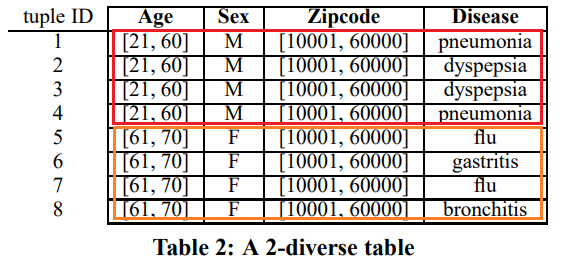 tuple ID Age Sex Zipcode Disease
1 [21, 60] M [10001, 60000] pneumonia
2 [21, 60] M [10001, 60000] dyspepsia
3 [21, 60] M [10001, 60000] dyspepsia
4 [21, 60] M [10001, 60000] pneumonia
5 [61, 70] F [10001, 60000] flu
6 [61, 70] F [10001, 60000] gastritis
7 [61, 70] F [10001, 60000] flu
8 [61, 70] F [10001, 60000] bronchitis
Table 2: A 2-diverse table